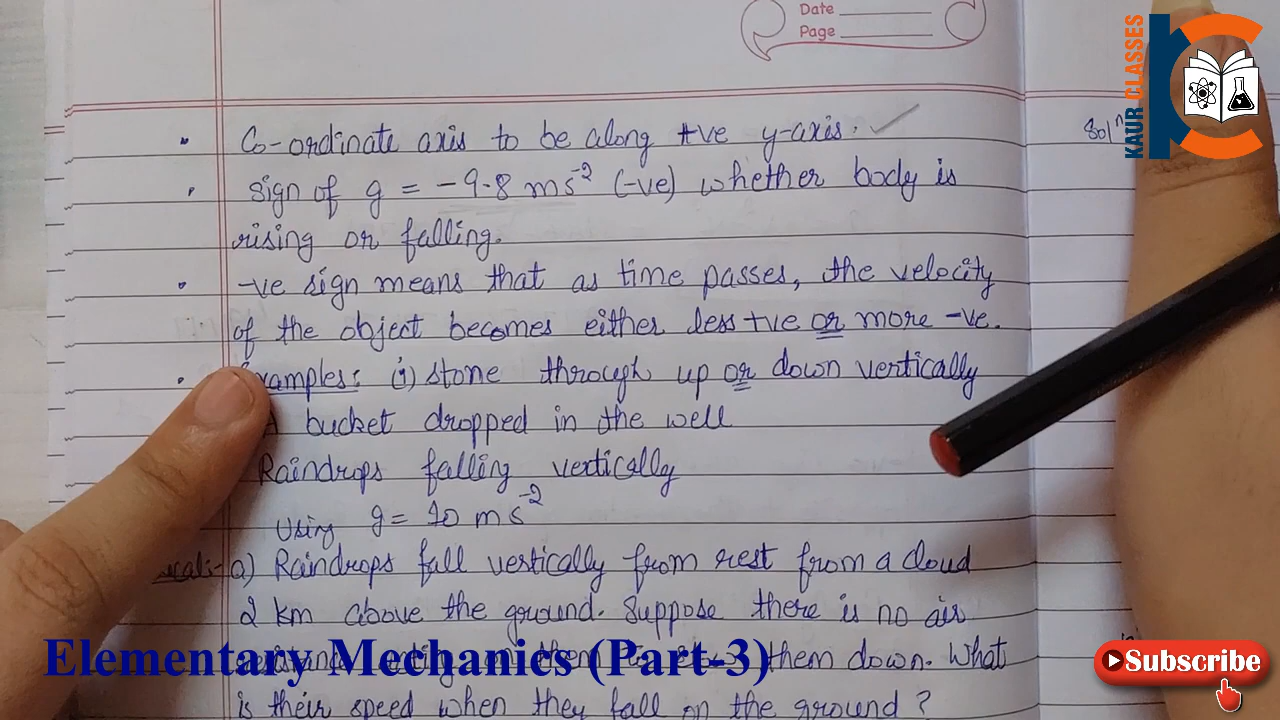 Date
Page
KAUR CLASSES
Co-ordinate axis to be along +ve y-axis.
sign of g = -9.8 ms⁻² (-ve) whether body is
rising or falling.
-ve sign means that as time passes, the velocity
of the object becomes either less +ve or more -ve.
Examples: (i) stone through up or down vertically
bucket dropped in the well
Raindrops falling vertically
Using g = 10 ms⁻²
a) Raindrops fall vertically from rest from a cloud
2 km above the ground. Suppose there is no air
them down. What
is their speed when they fall on the ground?
Elementary Mechanics (Part-3)
Subscribe